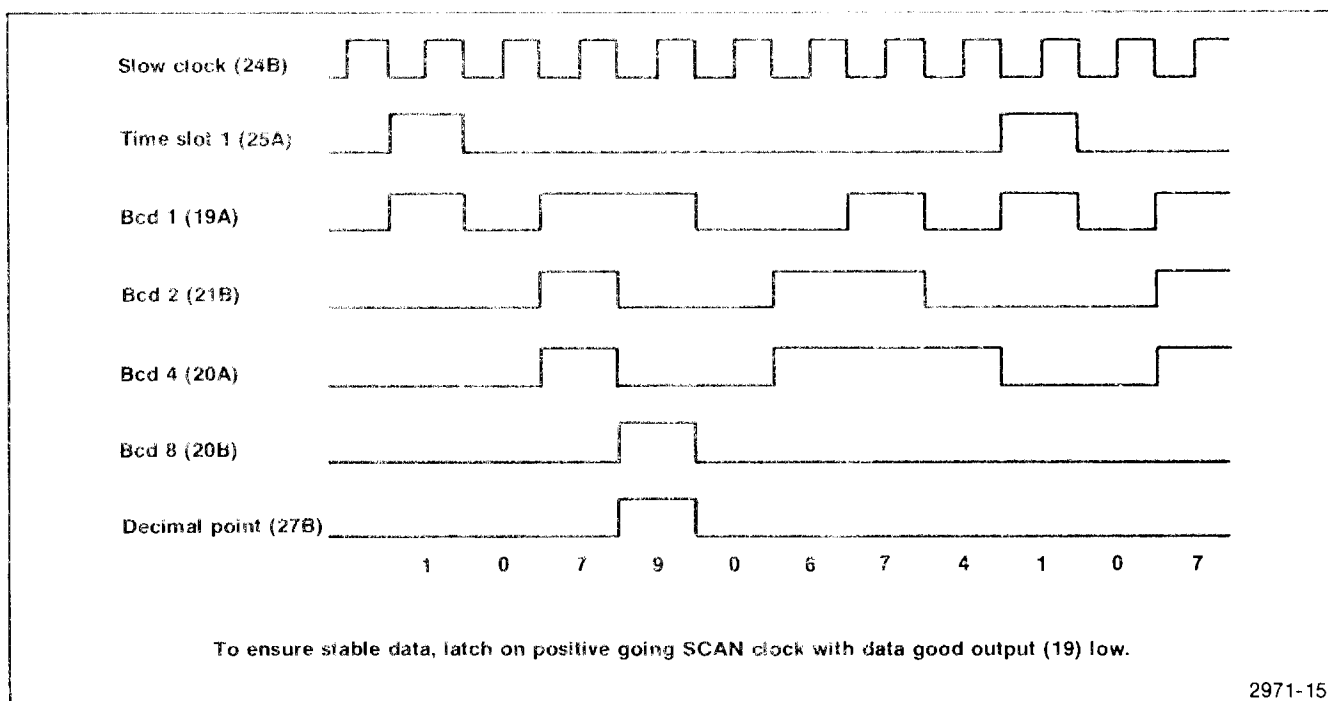 Slow clock (24B)
Time slot 1 (25A)
Bcd 1 (19A)
Bcd 2 (21B)
Bcd 4 (20A)
Bcd 8 (20B)
Decimal point (27B)
1 0 7 9 0 6 7 4 1 0 7
To ensure stable data, latch on positive going SCAN clock with data good output (19) low.
2971-15